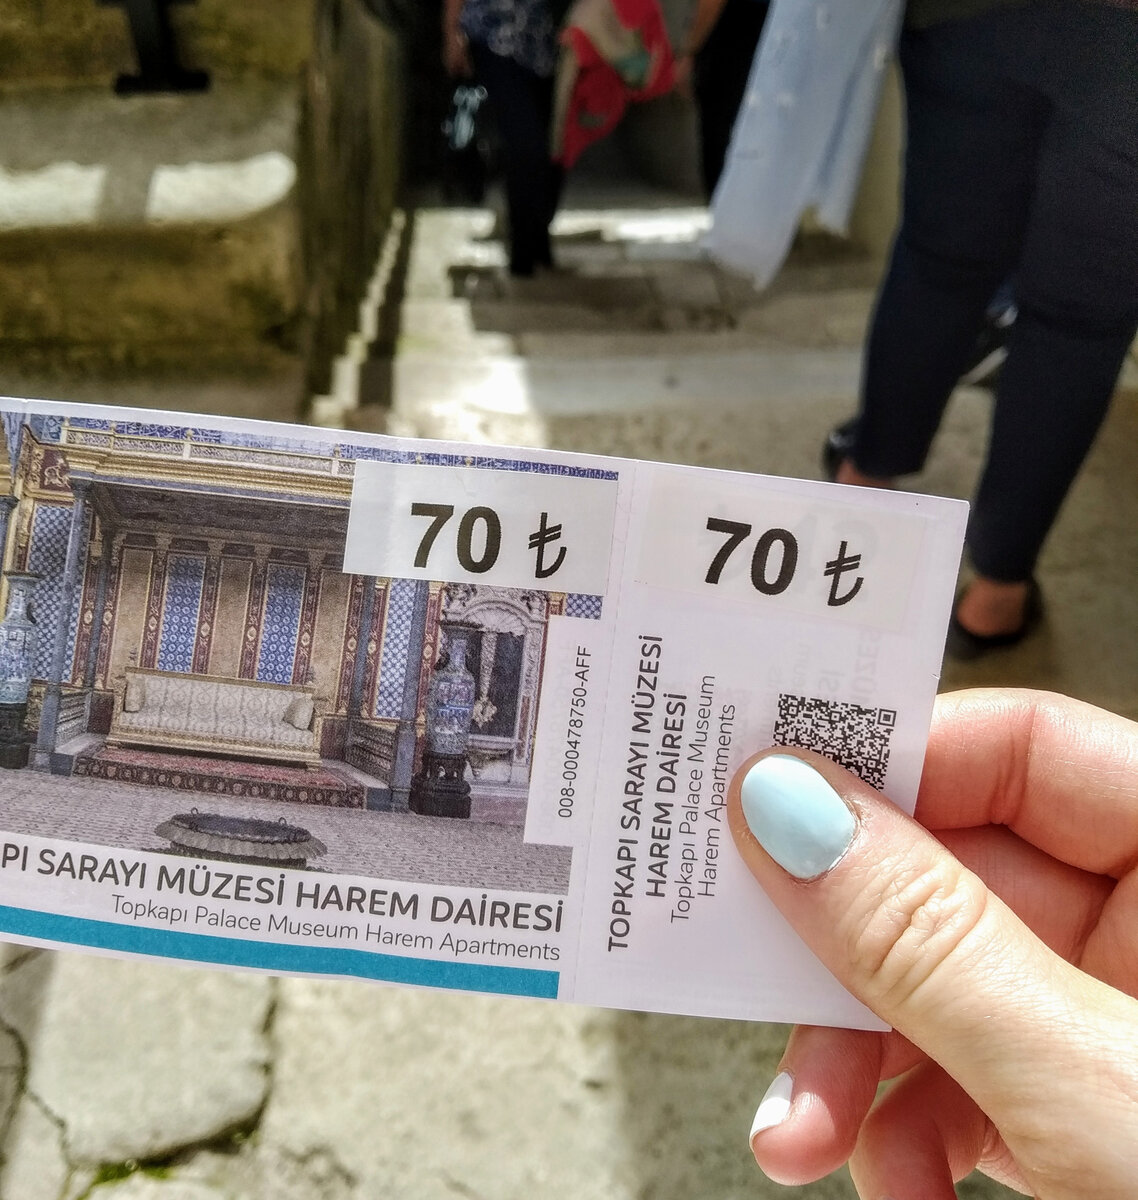 70 ₺
008-000478750-AFF
PI SARAYI MÜZESİ HAREM DAİRESİ
Topkapı Palace Museum Harem Apartments
70 ₺
TOPKAPI SARAYI MÜZESİ
HAREM DAİRESİ
Topkapı Palace Museum
Harem Apartments